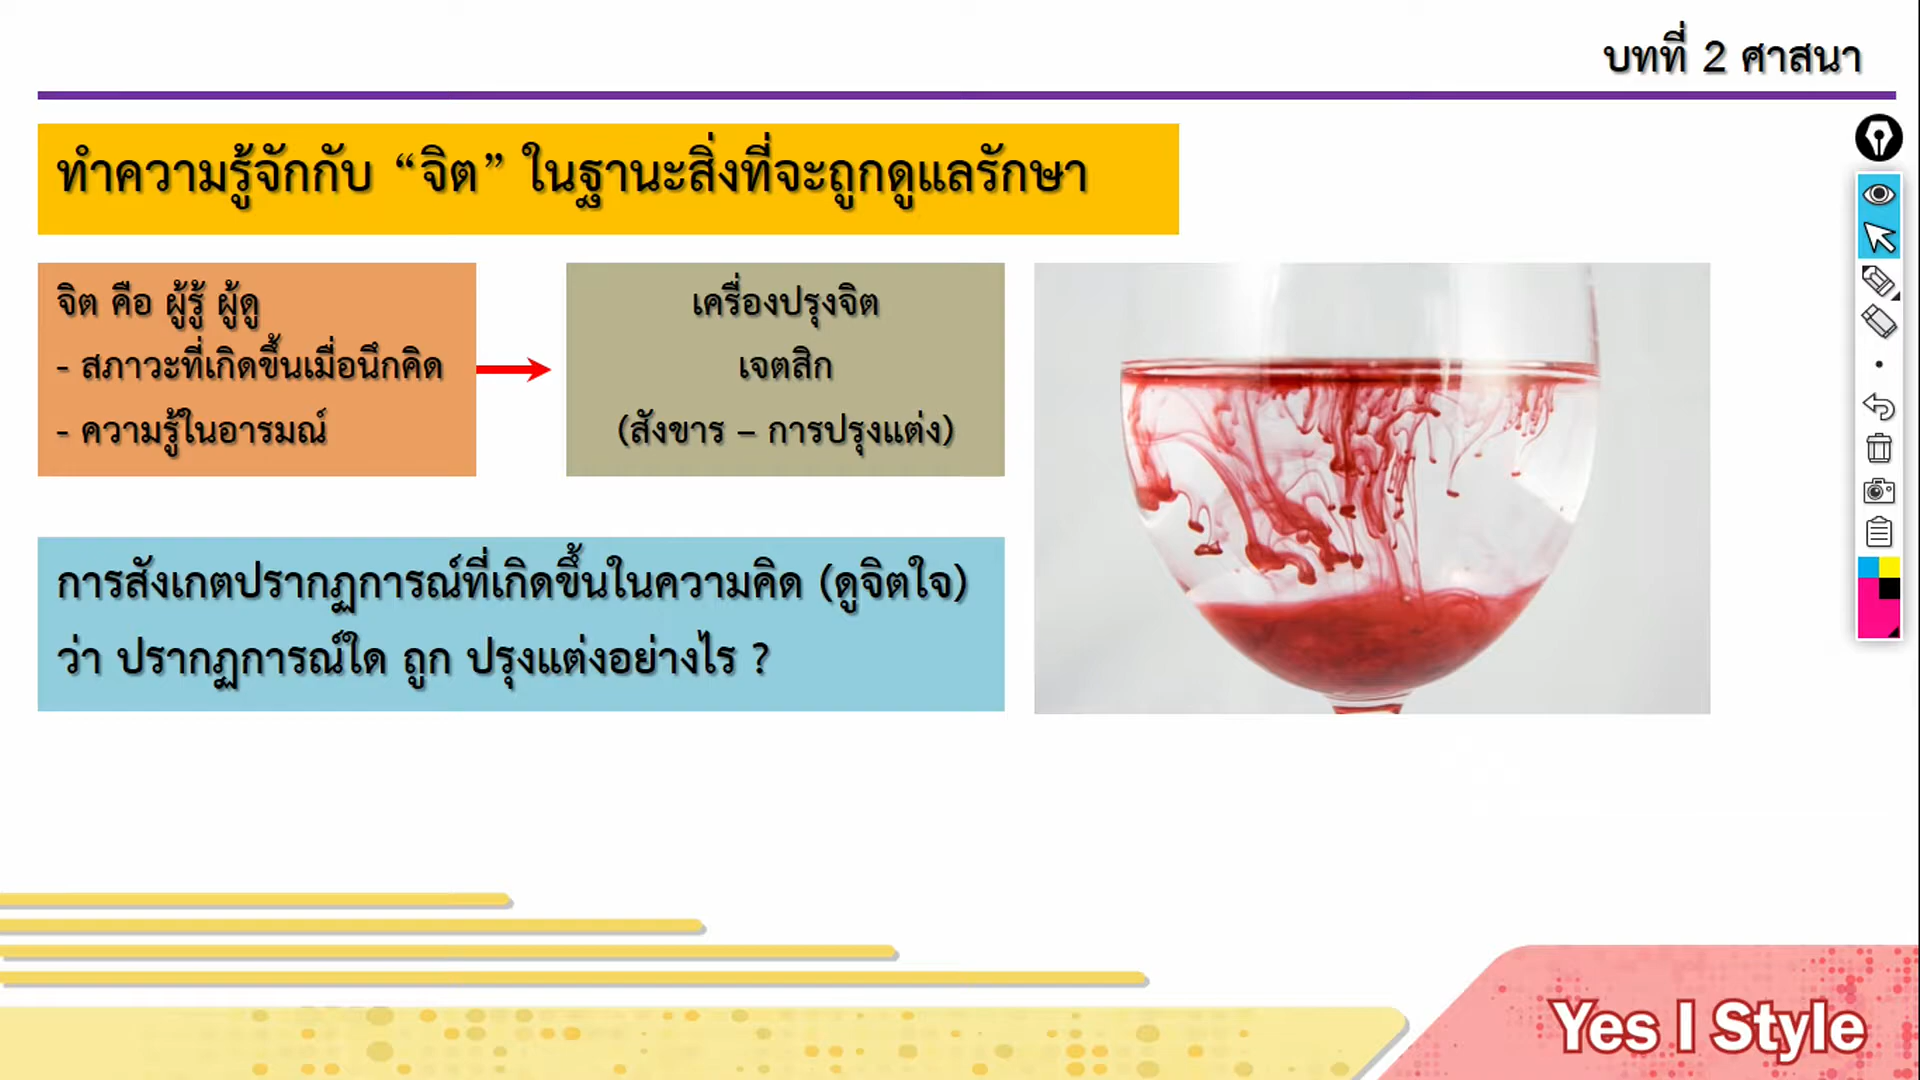 บทที่ 2 ศาสนา
ทำความรู้จักกับ “จิต” ในฐานะสิ่งที่จะถูกดูแลรักษา
จิต คือ ผู้รู้ ผู้ดู
- สภาวะที่เกิดขึ้นเมื่อนึกคิด
- ความรู้ในอารมณ์
เครื่องปรุงจิต
เจตสิก
(สังขาร – การปรุงแต่ง)
การสังเกตปรากฏการณ์ที่เกิดขึ้นในความคิด (ดูจิตใจ)
ว่า ปรากฏการณ์ใด ถูก ปรุงแต่งอย่างไร ?
Yes I Style